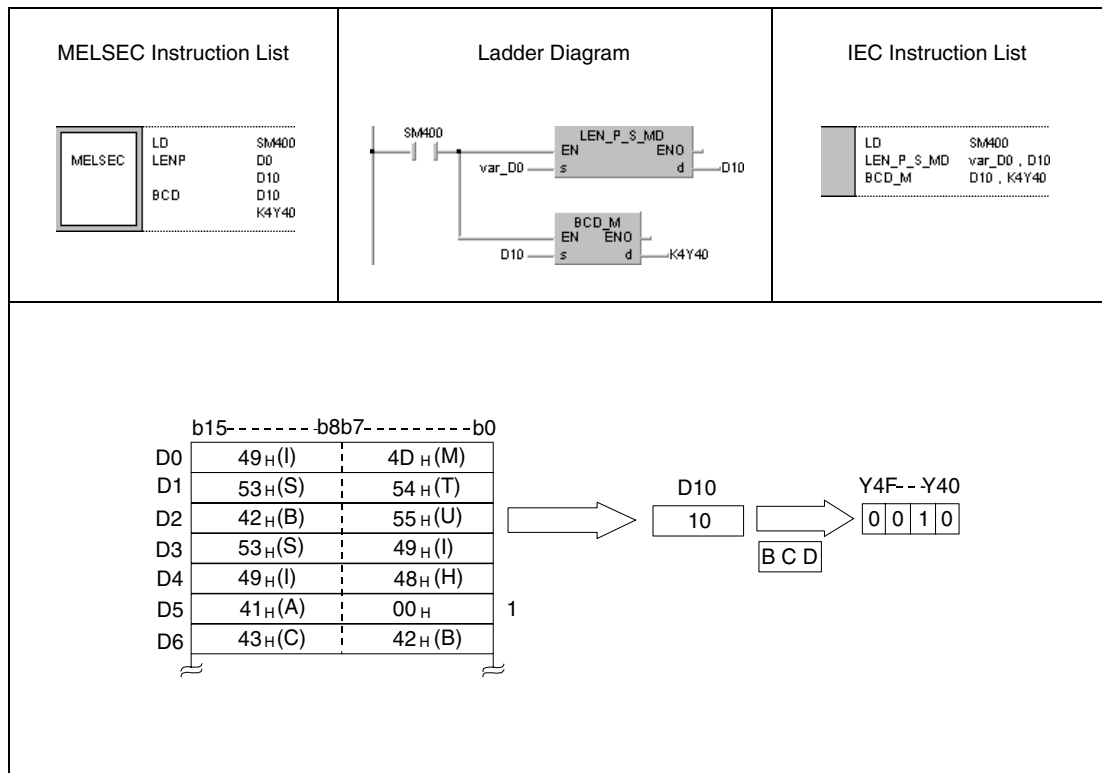 MELSEC Instruction List
Ladder Diagram
IEC Instruction List
MELSEC
LD SM400
LENP D0
D10
BCD D10
K4Y40
SM400
LEN_P_S_MD
EN ENO
var_D0 s d D10
BCD_M
EN ENO
D10 s d K4Y40
LD SM400
LEN_P_S_MD var_D0 , D10
BCD_M D10 , K4Y40
b15--------b8b7----------b0
D0 49H(I) 4DH(M)
D1 53H(S) 54H(T)
D2 42H(B) 55H(U)
D3 53H(S) 49H(I)
D4 49H(I) 48H(H)
D5 41H(A) 00H 1
D6 43H(C) 42H(B)
D10
10
BCD
Y4F---Y40
0 0 1 0